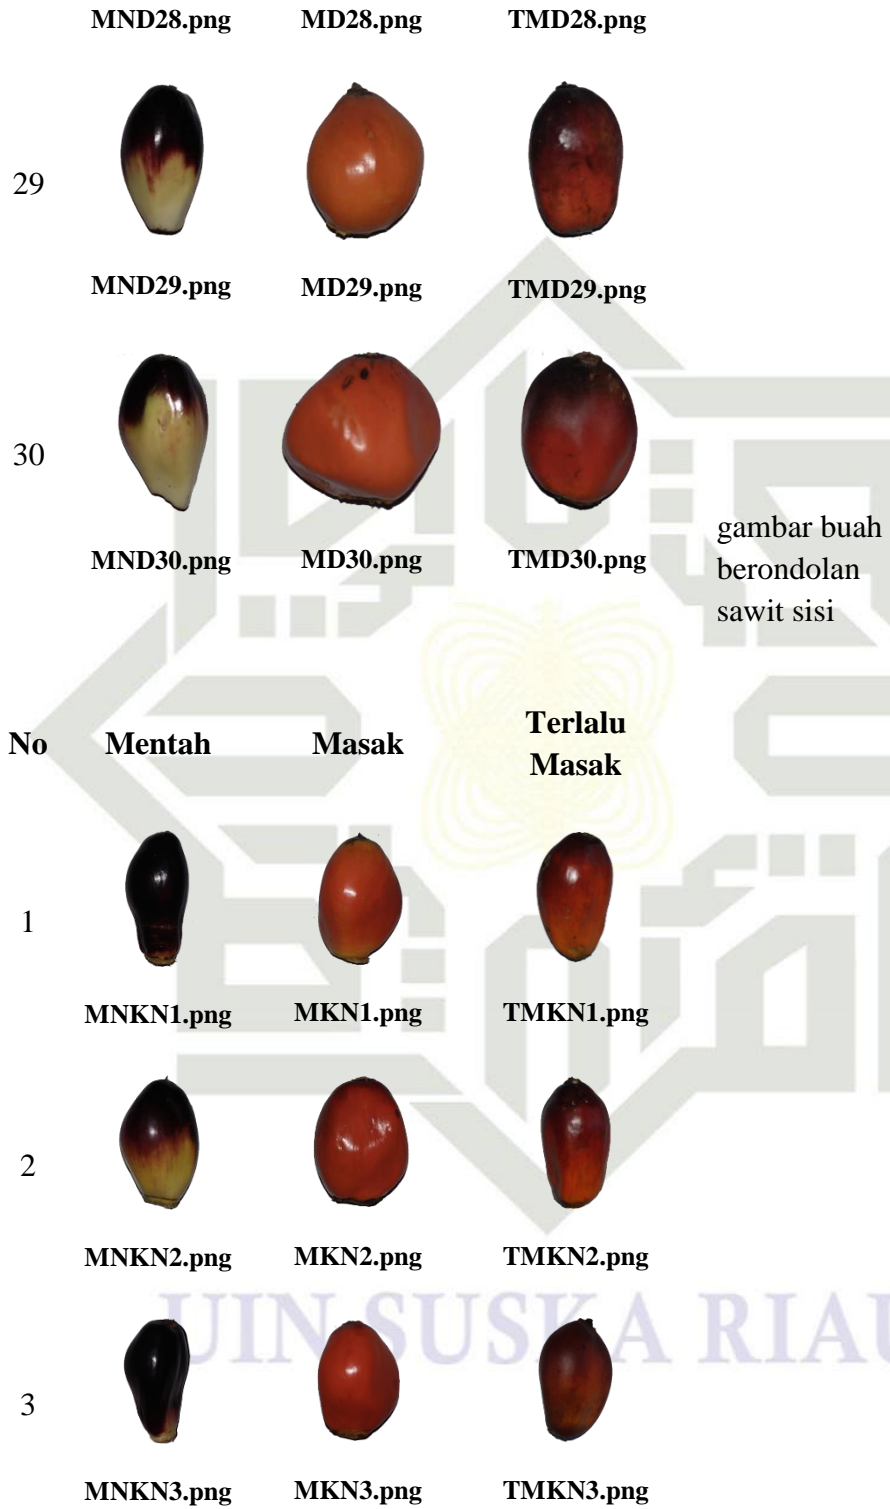 MND28.png MD28.png TMD28.png
29
MND29.png MD29.png TMD29.png
30
MND30.png MD30.png TMD30.png
gambar buah
berondolan
sawit sisi
No Mentah Masak Terlalu
Masak
1
MNKN1.png MKN1.png TMKN1.png
2
MNKN2.png MKN2.png TMKN2.png
UIN SUSKA RIAU
3
MNKN3.png MKN3.png TMKN3.png